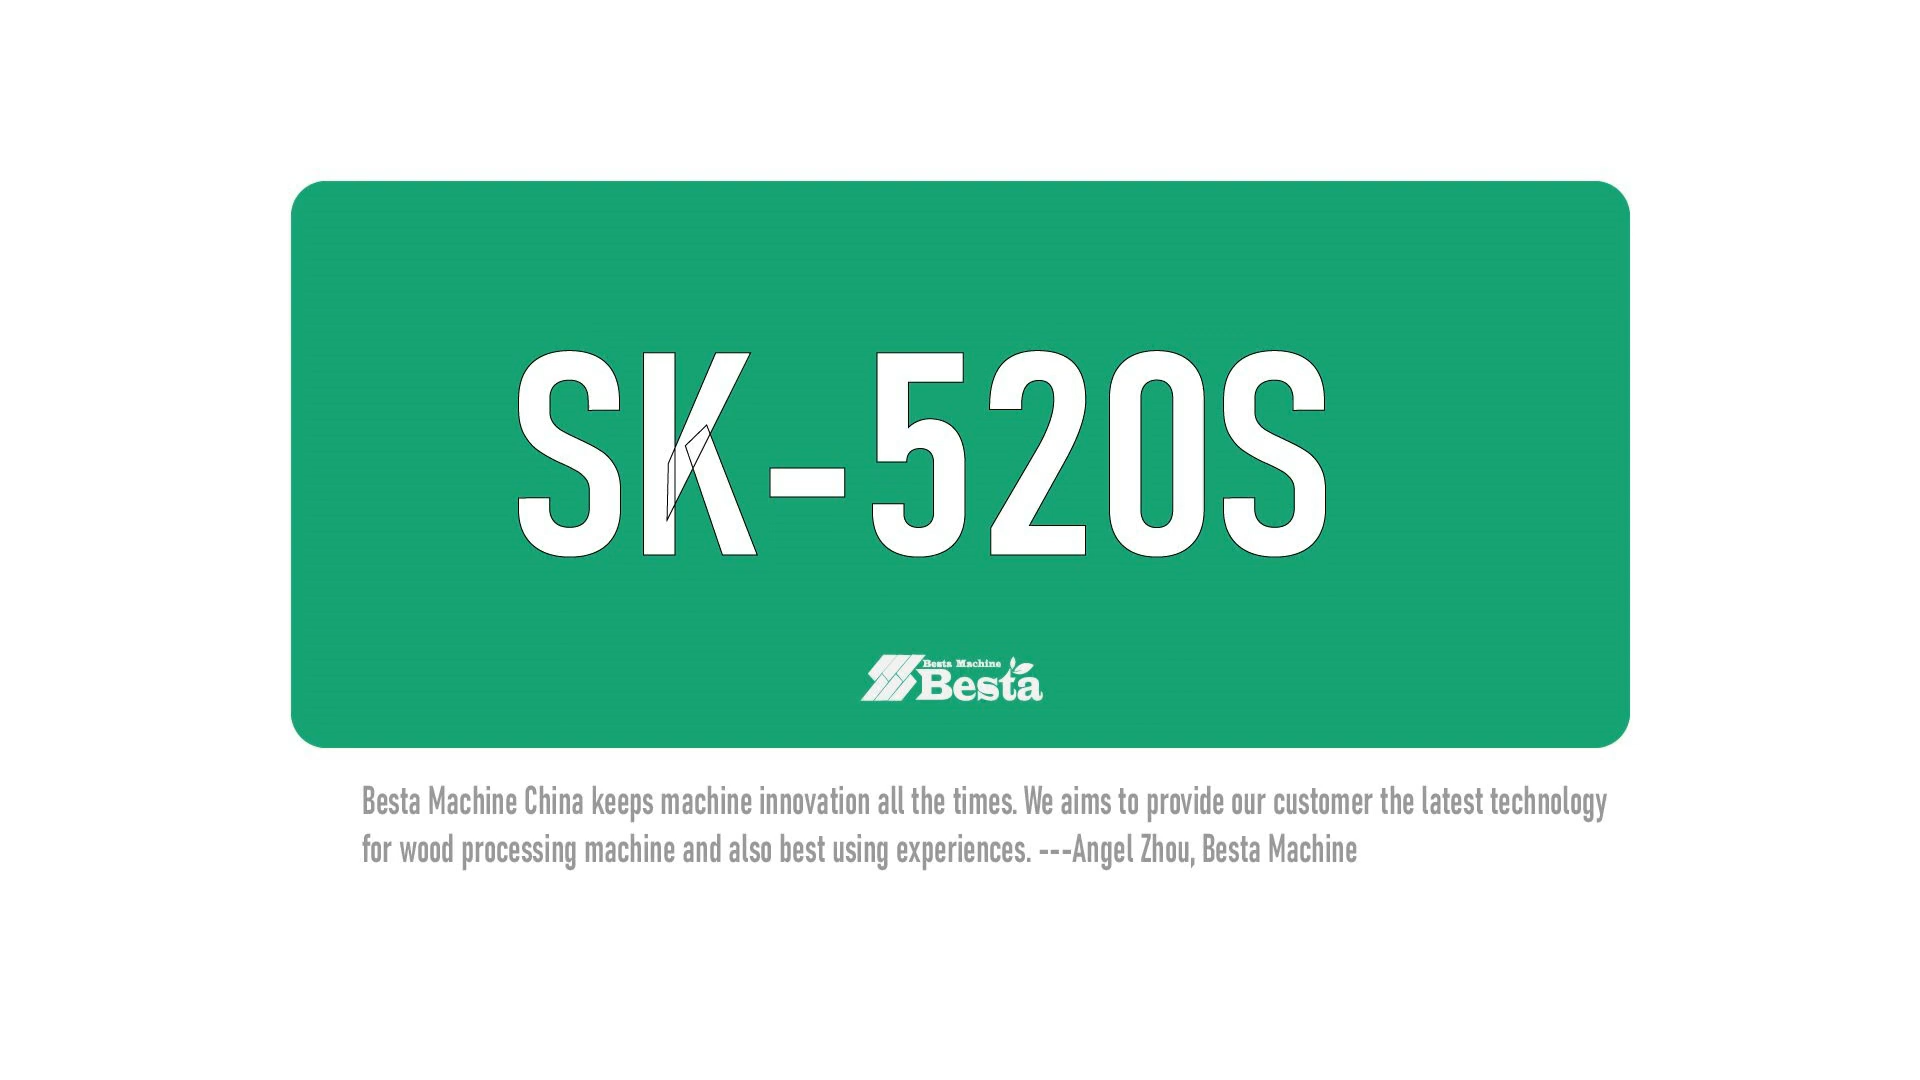 SK-520S
Besta Machine
Besta
Besta Machine China keeps machine innovation all the times. We aims to provide our customer the latest technology
for wood processing machine and also best using experiences. ---Angel Zhou, Besta Machine